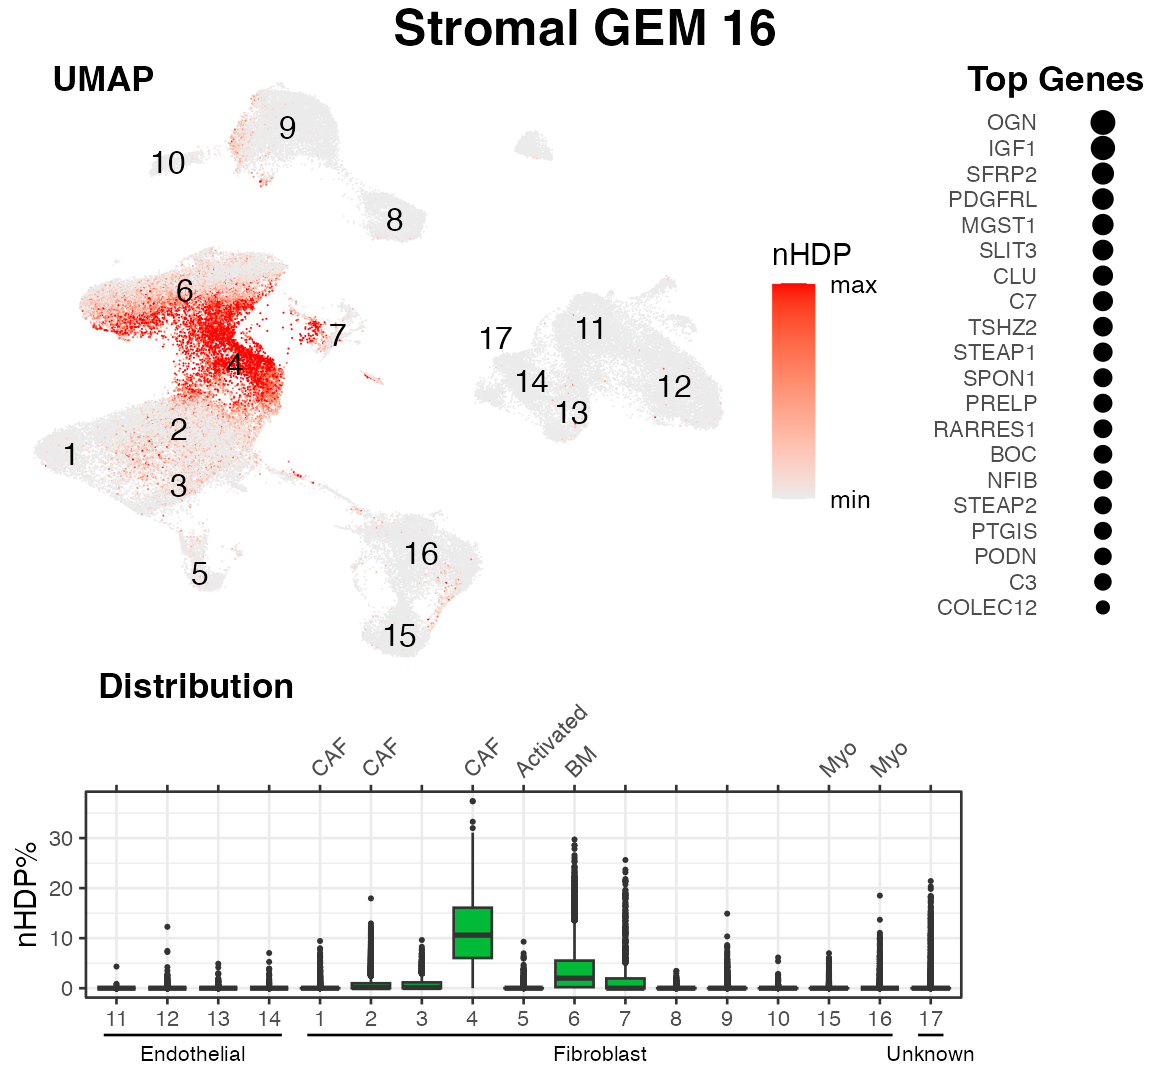 Stromal GEM 16
UMAP
9
10
8
6
7
4
2
1
3
5
16
15
17
11
14
12
13
nHDP
max
min
Top Genes
OGN
IGF1
SFRP2
PDGFRL
MGST1
SLIT3
CLU
C7
TSHZ2
STEAP1
SPON1
PRELP
RARRES1
BOC
NFIB
STEAP2
PTGIS
PODN
C3
COLEC12
Distribution
CAF CAF CAF Activated BM Myo Myo
nHDP%
30
20
10
0
11 12 13 14 1 2 3 4 5 6 7 8 9 10 15 16 17
Endothelial Fibroblast Unknown